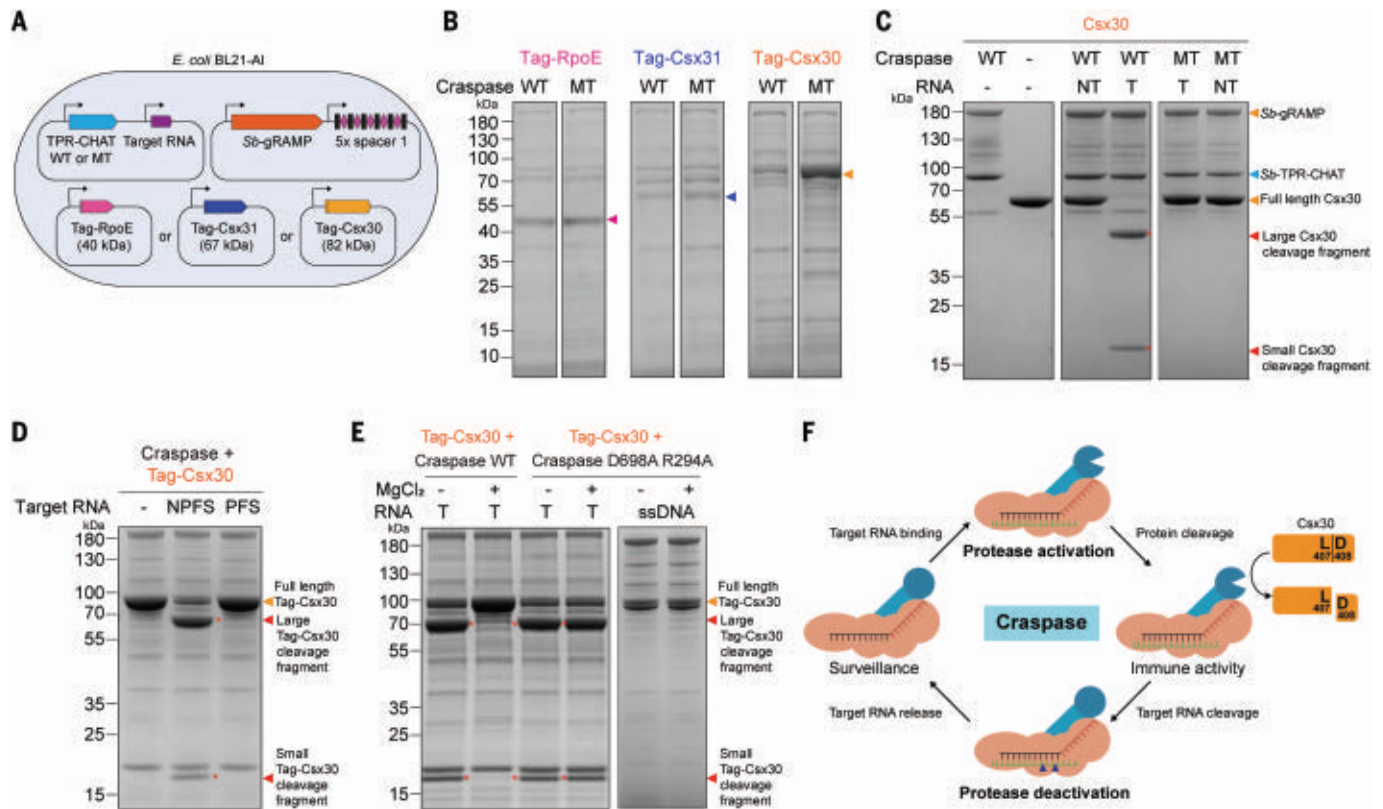 A
E. coli BL21-AI
TPR-CHAT
WT or MT
Target RNA
Sb-gRAMP
5x spacer 1
Tag-RpoE
(40 kDa)
or
Tag-Csx31
(67 kDa)
or
Tag-Csx30
(82 kDa)
B
Tag-RpoE Tag-Csx31 Tag-Csx30
Craspase WT MT WT MT WT MT
kDa
180
130
100
70
55
40
35
25
15
10
C
Csx30
Craspase WT - WT WT MT MT
RNA - - NT T T NT
kDa
180
130
100
70
55
35
25
15
Sb-gRAMP
Sb-TPR-CHAT
Full length Csx30
Large Csx30
cleavage fragment
Small Csx30
cleavage fragment
D
Craspase +
Tag-Csx30
Target RNA - NPFS PFS
kDa
180
130
100
70
55
35
25
15
Full length
Tag-Csx30
Large
Tag-Csx30
cleavage
fragment
Small
Tag-Csx30
cleavage
fragment
E
Tag-Csx30 + Tag-Csx30 +
Craspase WT Craspase D698A R294A
MgCl₂ - + - + - +
RNA T T T T ssDNA
kDa
180
130
100
70
55
35
25
15
Full length
Tag-Csx30
Large
Tag-Csx30
cleavage
fragment
Small
Tag-Csx30
cleavage
fragment
F
Target RNA binding
Protease activation
Protein cleavage
Csx30
L D
407 408
L
407
D
408
Craspase
Surveillance
Immune activity
Target RNA release
Target RNA cleavage
Protease deactivation